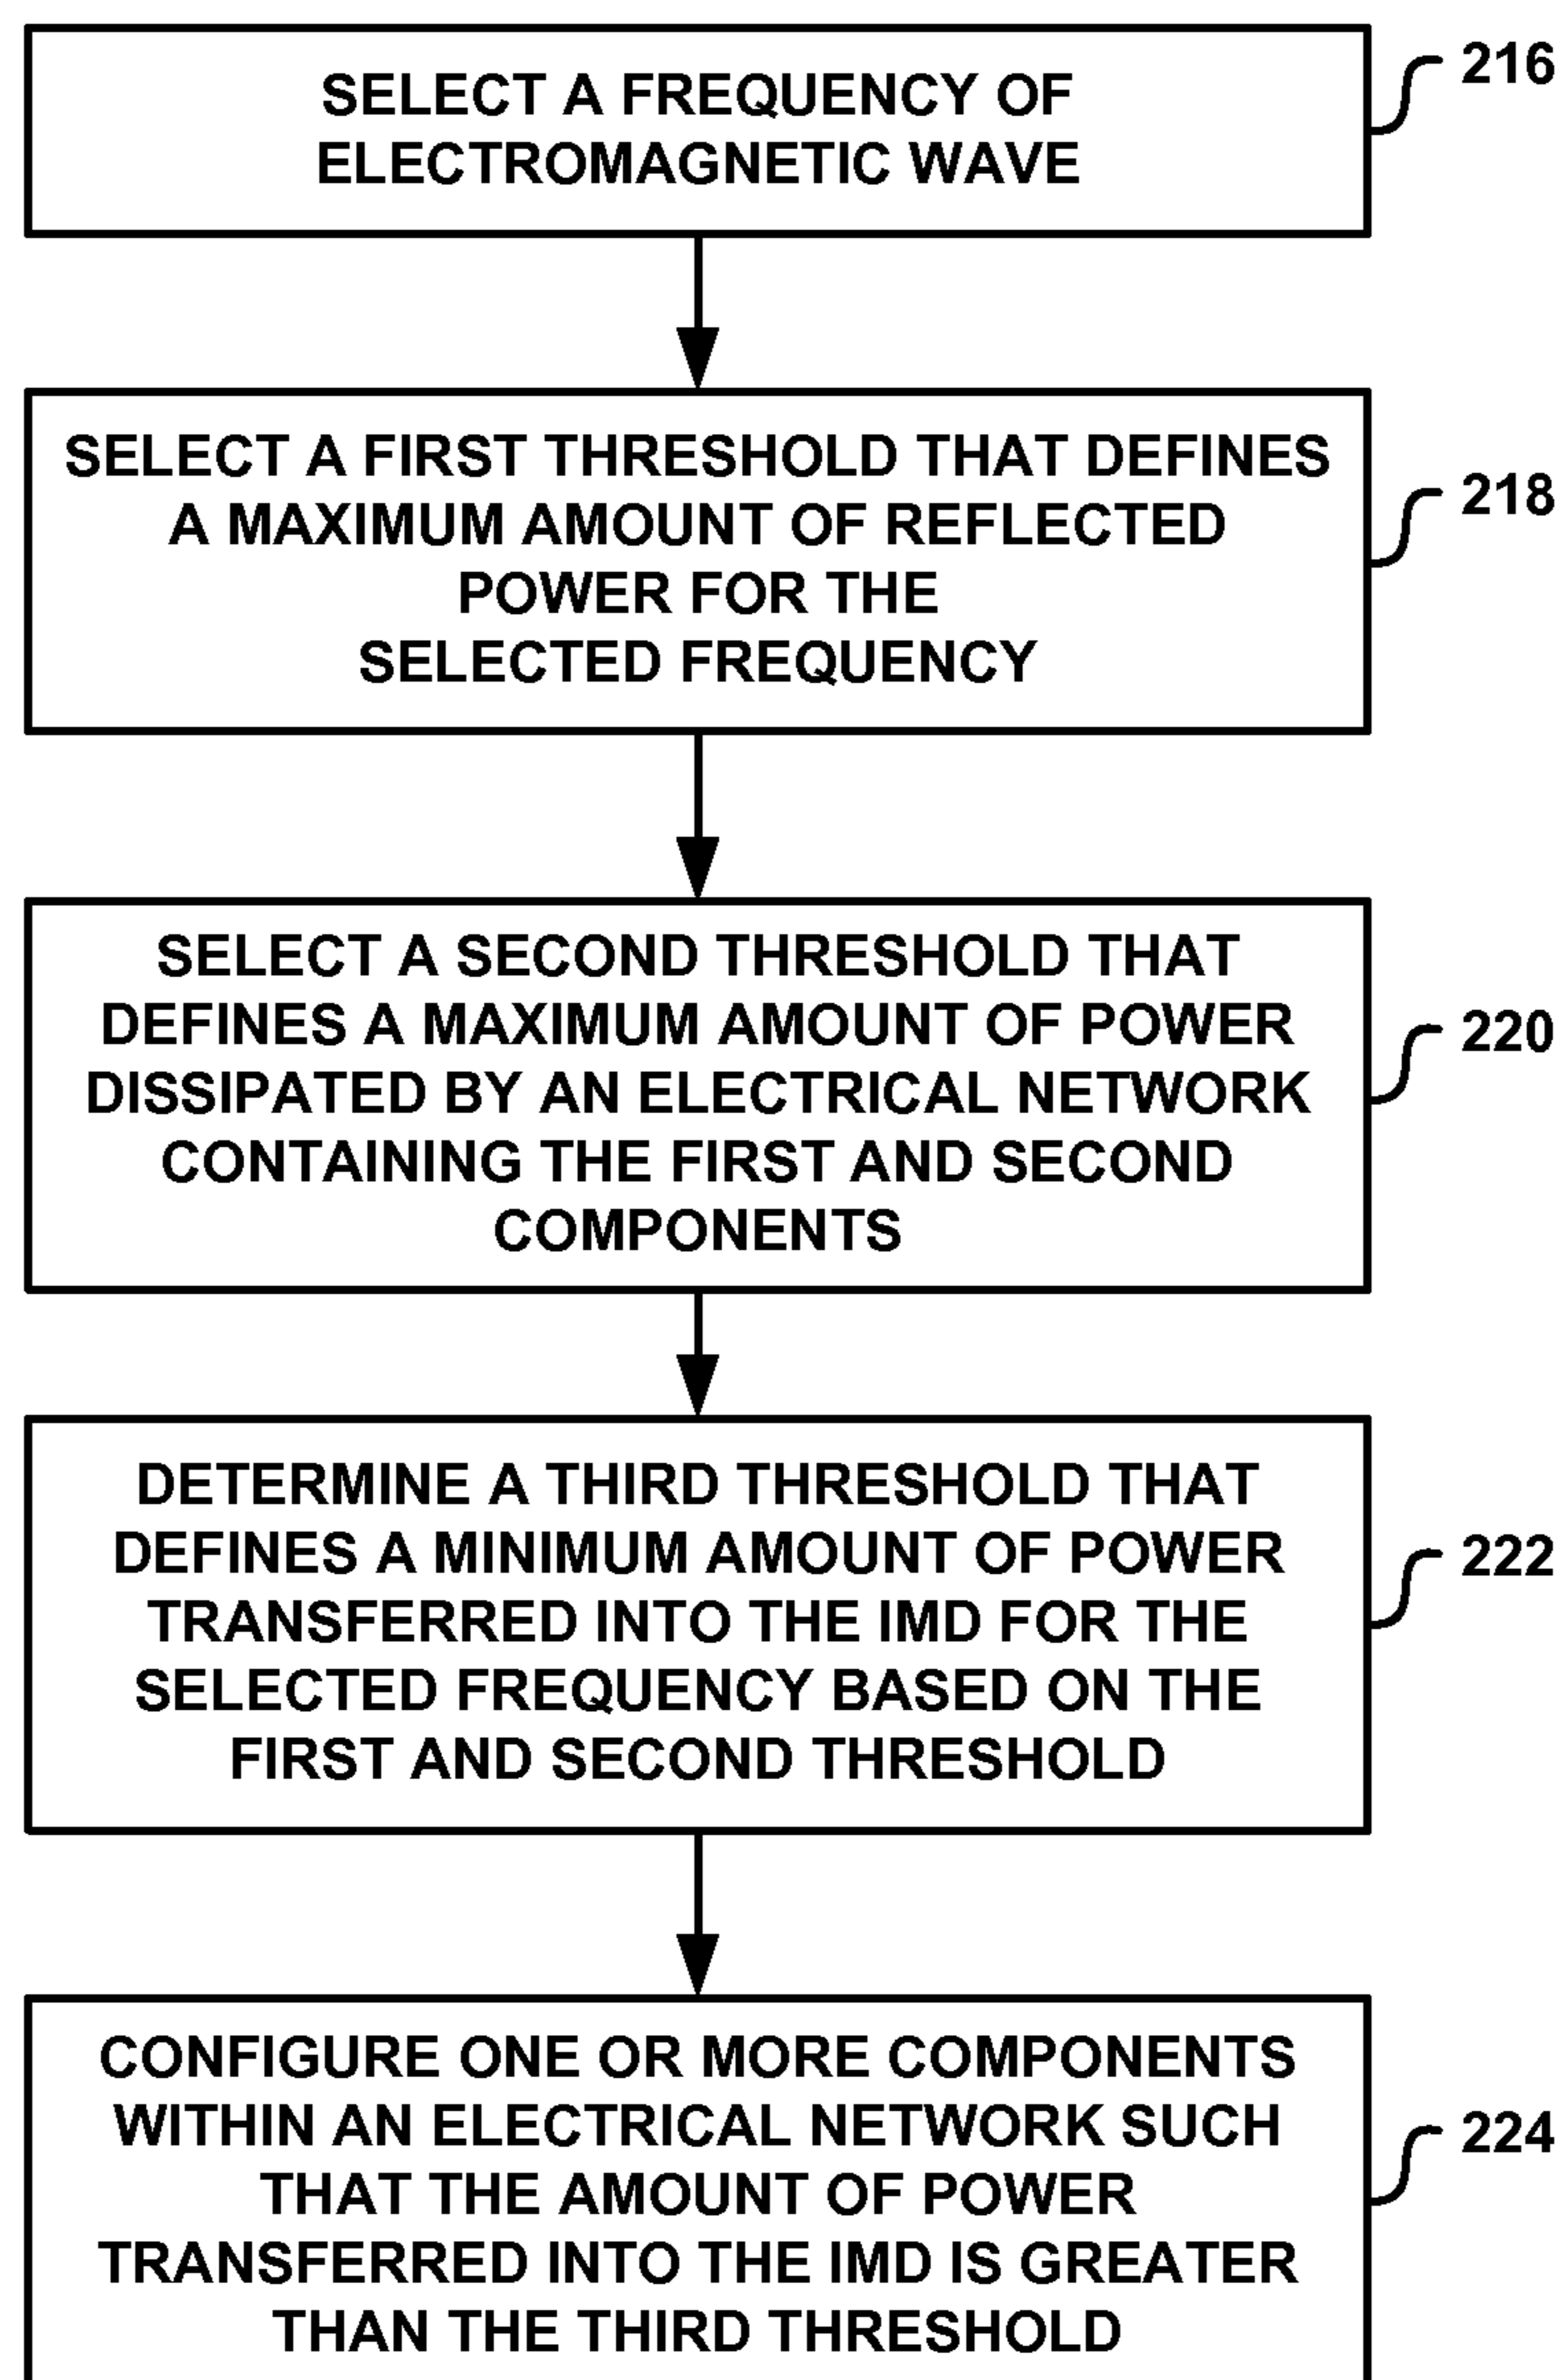 SELECT A FREQUENCY OF
ELECTROMAGNETIC WAVE
216
SELECT A FIRST THRESHOLD THAT DEFINES
A MAXIMUM AMOUNT OF REFLECTED
POWER FOR THE
SELECTED FREQUENCY
218
SELECT A SECOND THRESHOLD THAT
DEFINES A MAXIMUM AMOUNT OF POWER
DISSIPATED BY AN ELECTRICAL NETWORK
CONTAINING THE FIRST AND SECOND
COMPONENTS
220
DETERMINE A THIRD THRESHOLD THAT
DEFINES A MINIMUM AMOUNT OF POWER
TRANSFERRED INTO THE IMD FOR THE
SELECTED FREQUENCY BASED ON THE
FIRST AND SECOND THRESHOLD
222
CONFIGURE ONE OR MORE COMPONENTS
WITHIN AN ELECTRICAL NETWORK SUCH
THAT THE AMOUNT OF POWER
TRANSFERRED INTO THE IMD IS GREATER
THAN THE THIRD THRESHOLD
224